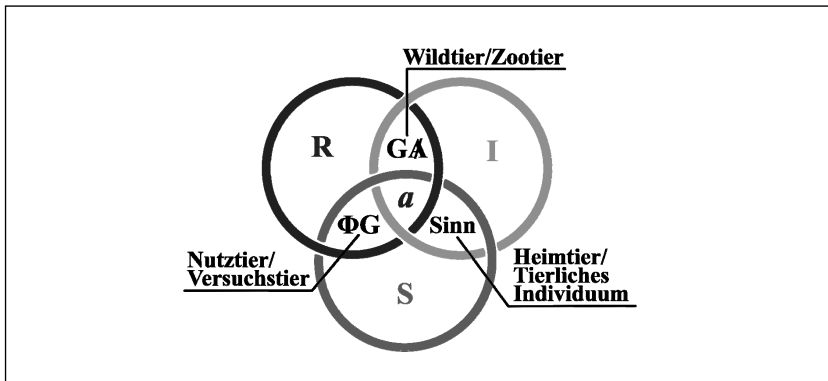 Wildtier/Zootier
R
GA̸
I
a
ΦG
Sinn
Nutztier/
Versuchstier
Heimtier/
Tierliches
Individuum
S